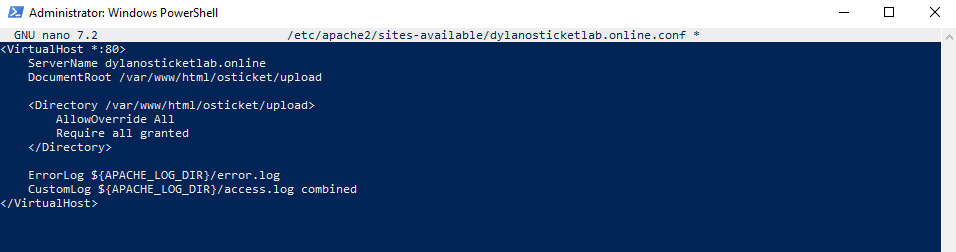 Administrator: Windows PowerShell
GNU nano 7.2 /etc/apache2/sites-available/dylanosticketlab.online.conf *
<VirtualHost *:80>
    ServerName dylanosticketlab.online
    DocumentRoot /var/www/html/osticket/upload

    <Directory /var/www/html/osticket/upload>
        AllowOverride All
        Require all granted
    </Directory>

    ErrorLog ${APACHE_LOG_DIR}/error.log
    CustomLog ${APACHE_LOG_DIR}/access.log combined
</VirtualHost>